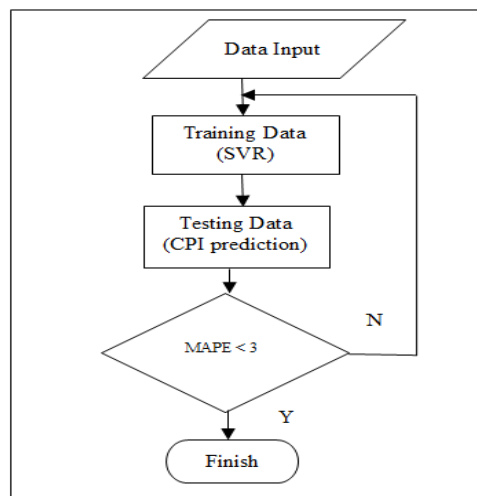 Data Input
Training Data
(SVR)
Testing Data
(CPI prediction)
N
MAPE < 3
Y
Finish